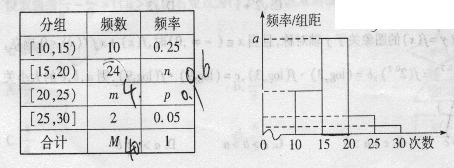 分组 频数 频率
[10,15) 10 0.25
[15,20) 24 n 0.6
[20,25) m 4. p 0.1
[25,30] 2 0.05
合计 M 40 1
频率/组距
a
0 10 15 20 25 30 次数